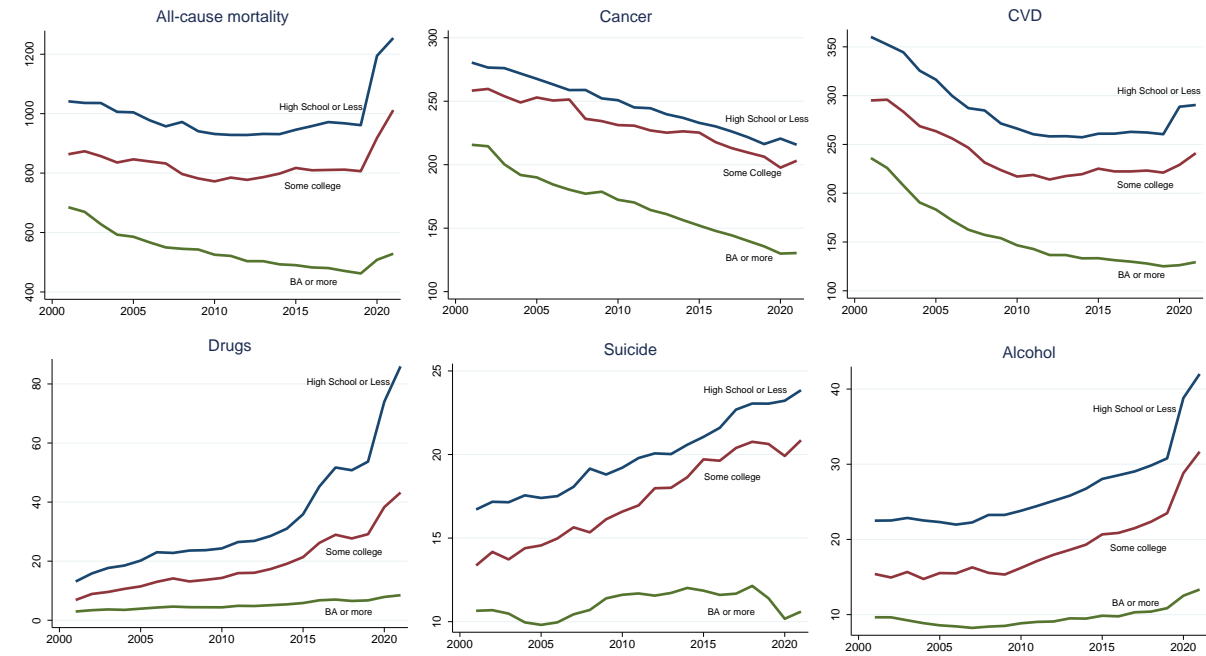 All-cause mortality
1200
1000
800
600
400
High School or Less
Some college
BA or more
2000 2005 2010 2015 2020
Cancer
300
250
200
150
100
High School or Less
Some College
BA or more
2000 2005 2010 2015 2020
CVD
350
300
250
200
150
100
High School or Less
Some college
BA or more
2000 2005 2010 2015 2020
Drugs
80
60
40
20
0
High School or Less
Some college
BA or more
2000 2005 2010 2015 2020
Suicide
25
20
15
10
High School or Less
Some college
BA or more
2000 2005 2010 2015 2020
Alcohol
40
30
20
10
High School or Less
Some college
BA or more
2000 2005 2010 2015 2020